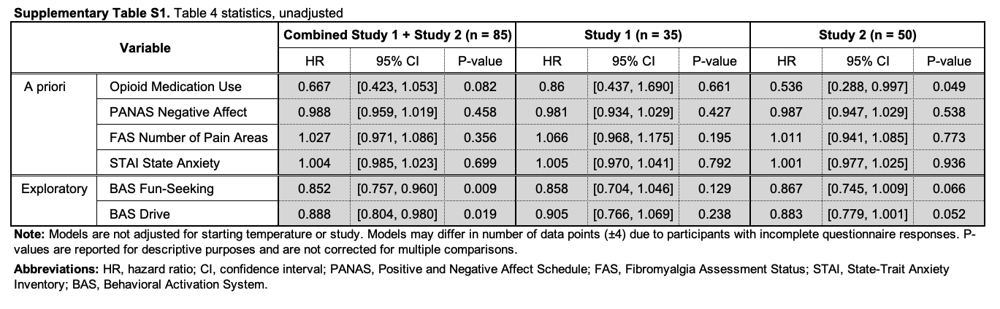 Supplementary Table S1. Table 4 statistics, unadjusted
Variable Combined Study 1 + Study 2 (n = 85) Study 1 (n = 35) Study 2 (n = 50)
HR 95% CI P-value HR 95% CI P-value HR 95% CI P-value
A priori Opioid Medication Use 0.667 [0.423, 1.053] 0.082 0.86 [0.437, 1.690] 0.661 0.536 [0.288, 0.997] 0.049
PANAS Negative Affect 0.988 [0.959, 1.019] 0.458 0.981 [0.934, 1.029] 0.427 0.987 [0.947, 1.029] 0.538
FAS Number of Pain Areas 1.027 [0.971, 1.086] 0.356 1.066 [0.968, 1.175] 0.195 1.011 [0.941, 1.085] 0.773
STAI State Anxiety 1.004 [0.985, 1.023] 0.699 1.005 [0.970, 1.041] 0.792 1.001 [0.977, 1.025] 0.936
Exploratory BAS Fun-Seeking 0.852 [0.757, 0.960] 0.009 0.858 [0.704, 1.046] 0.129 0.867 [0.745, 1.009] 0.066
BAS Drive 0.888 [0.804, 0.980] 0.019 0.905 [0.766, 1.069] 0.238 0.883 [0.779, 1.001] 0.052
Note: Models are not adjusted for starting temperature or study. Models may differ in number of data points (±4) due to participants with incomplete questionnaire responses. P-
values are reported for descriptive purposes and are not corrected for multiple comparisons.
Abbreviations: HR, hazard ratio; CI, confidence interval; PANAS, Positive and Negative Affect Schedule; FAS, Fibromyalgia Assessment Status; STAI, State-Trait Anxiety
Inventory; BAS, Behavioral Activation System.